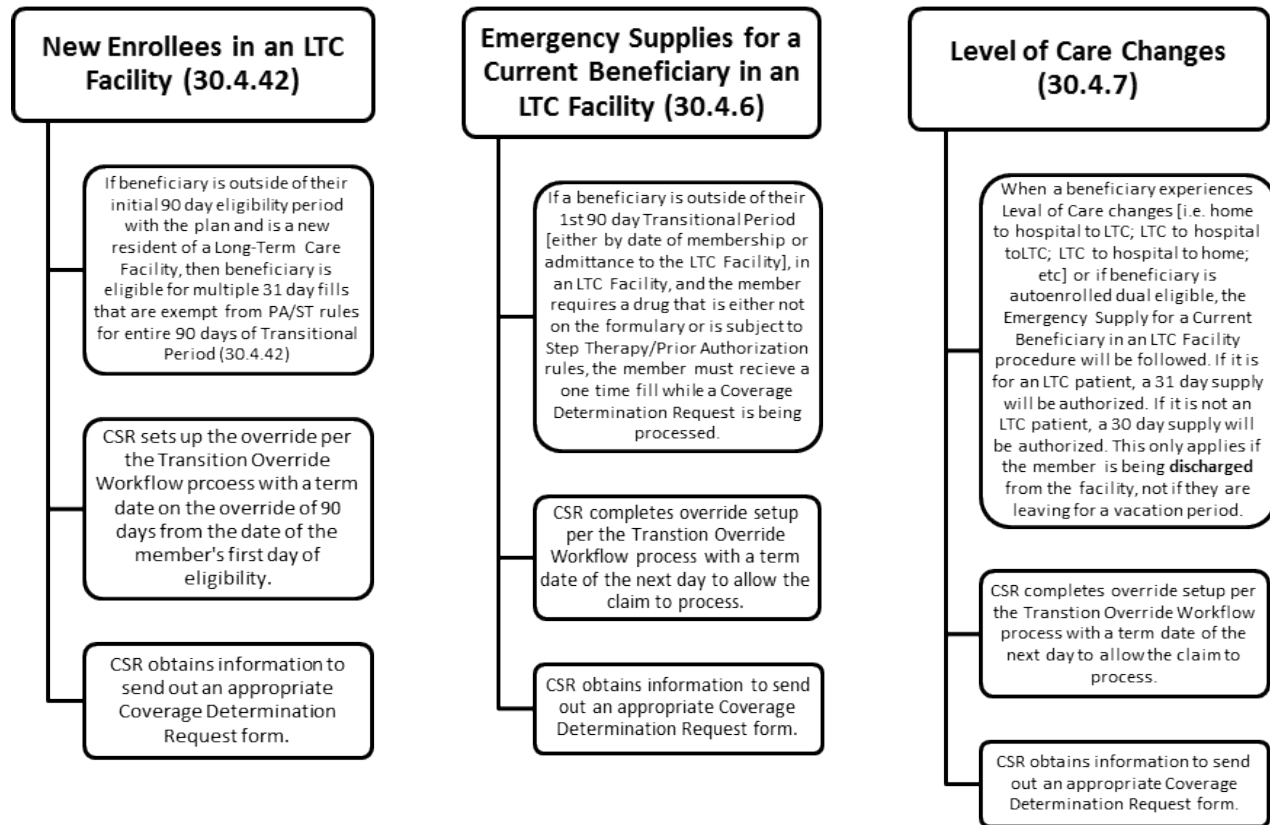 New Enrollees in an LTC
Facility (30.4.42)
If beneficiary is outside of their
initial 90 day eligibility period
with the plan and is a new
resident of a Long-Term Care
Facility, then beneficiary is
eligible for multiple 31 day fills
that are exempt from PA/ST rules
for entire 90 days of Transitional
Period (30.4.42)
CSR sets up the override per
the Transition Override
Workflow prcoess with a term
date on the override of 90
days from the date of the
member's first day of
eligibility.
CSR obtains information to
send out an appropriate
Coverage Determination
Request form.
Emergency Supplies for a
Current Beneficiary in an
LTC Facility (30.4.6)
If a beneficiary is outside of their
1st 90 day Transitional Period
[either by date of membership or
admittance to the LTC Facility], in
an LTC Facility, and the member
requires a drug that is either not
on the formulary or is subject to
Step Therapy/Prior Authorization
rules, the member must recieve a
one time fill while a Coverage
Determination Request is being
processed.
CSR completes override setup
per the Transtion Override
Workflow process with a term
date of the next day to allow the
claim to process.
CSR obtains information to send
out an appropriate Coverage
Determination Request form.
Level of Care Changes
(30.4.7)
When a beneficiary experiences
Leval of Care changes [i.e. home
to hospital to LTC; LTC to hospital
toLTC; LTC to hospital to home;
etc] or if beneficiary is
autoenrolled dual eligible, the
Emergency Supply for a Current
Beneficiary in an LTC Facility
procedure will be followed. If it is
for an LTC patient, a 31 day supply
will be authorized. If it is not an
LTC patient, a 30 day supply will
be authorized. This only applies if
the member is being discharged
from the facility, not if they are
leaving for a vacation period.
CSR completes override setup per
the Transtion Override Workflow
process with a term date of the
next day to allow the claim to
process.
CSR obtains information to send
out an appropriate Coverage
Determination Request form.